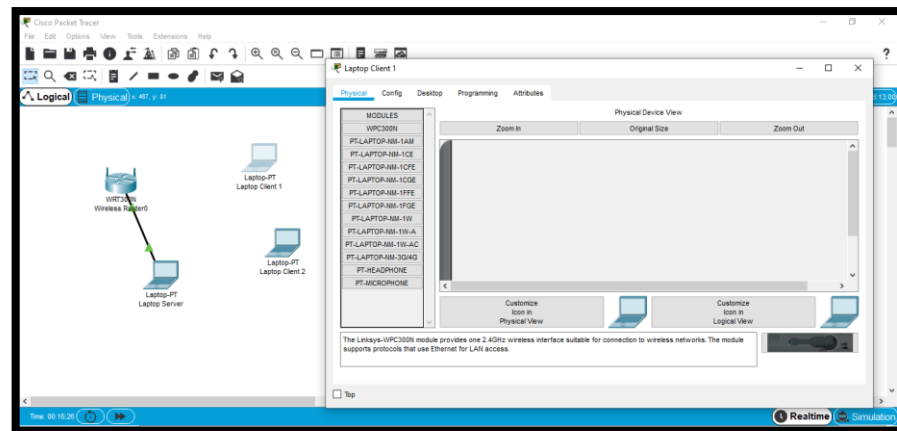 Cisco Packet Tracer
File Edit Options View Tools Extensions Help
?
Logical
Physical
x: 487, y: 81
WRT300N
Wireless Router0
Laptop-PT
Laptop Client 1
Laptop-PT
Laptop Client 2
Laptop-PT
Laptop Server
Laptop Client 1
Physical Config Desktop Programming Attributes
MODULES
WPC300N
PT-LAPTOP-NM-1AM
PT-LAPTOP-NM-1CE
PT-LAPTOP-NM-1CFE
PT-LAPTOP-NM-1CGE
PT-LAPTOP-NM-1FFE
PT-LAPTOP-NM-1FGE
PT-LAPTOP-NM-1W
PT-LAPTOP-NM-1W-A
PT-LAPTOP-NM-1W-AC
PT-LAPTOP-NM-3G/4G
PT-HEADPHONE
PT-MICROPHONE
Physical Device View
Zoom In Original Size Zoom Out
Customize
Icon in
Physical View
Customize
Icon in
Logical View
The Linksys-WPC300N module provides one 2.4GHz wireless interface suitable for connection to wireless networks. The module
supports protocols that use Ethernet for LAN access.
Top
Time: 00:16:26
Realtime
Simulation